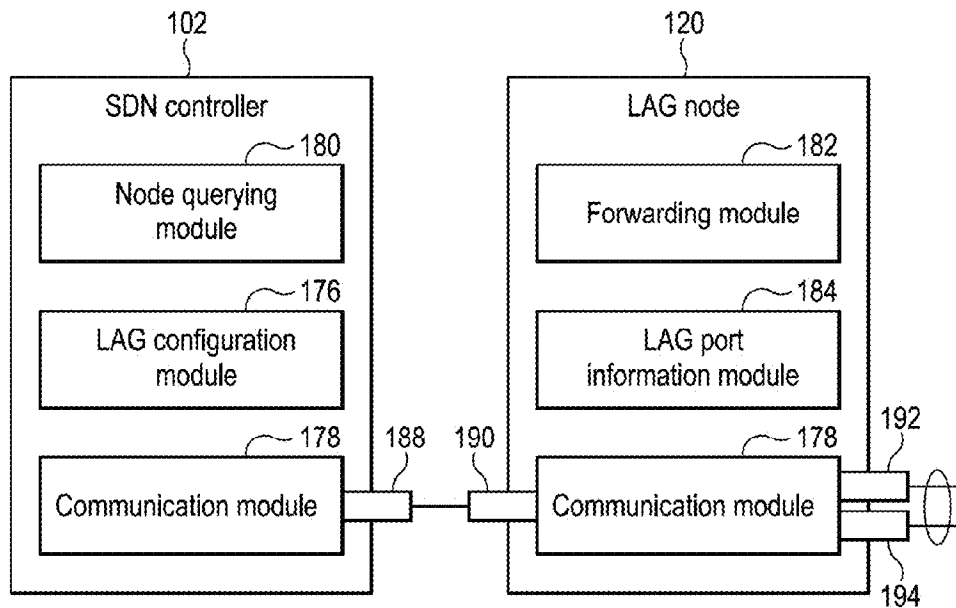 102
120
SDN controller
LAG node
180
182
Node querying
module
Forwarding module
176
184
LAG configuration
module
LAG port
information module
178
188
190
178
192
Communication module
Communication module
194